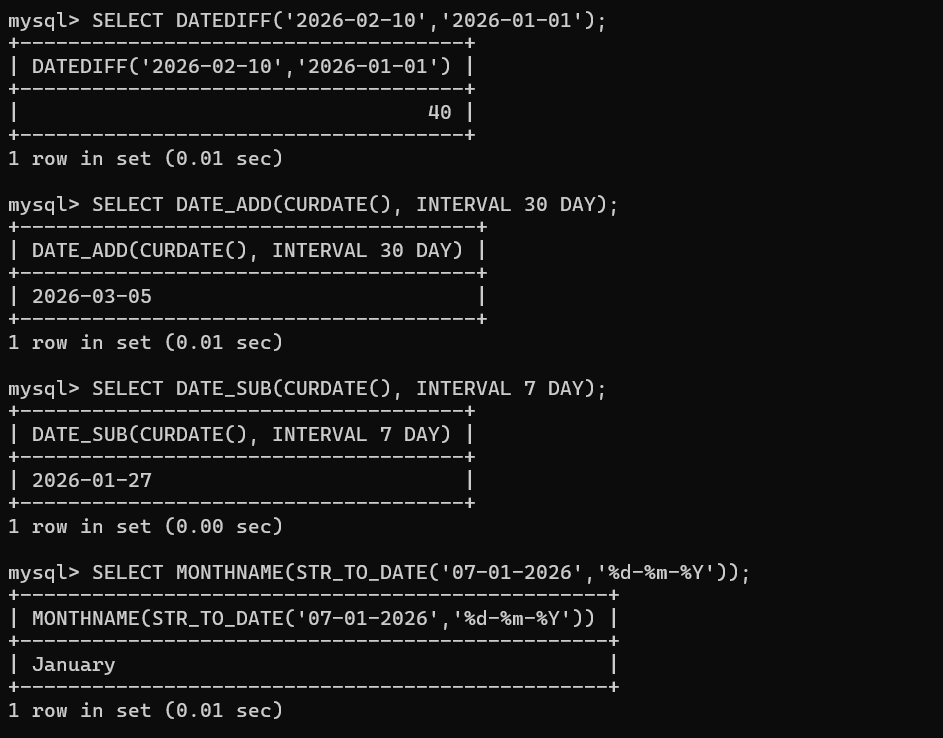 mysql> SELECT DATEDIFF('2026-02-10','2026-01-01');
+-------------------------------------+
| DATEDIFF('2026-02-10','2026-01-01') |
+-------------------------------------+
|                                  40 |
+-------------------------------------+
1 row in set (0.01 sec)

mysql> SELECT DATE_ADD(CURDATE(), INTERVAL 30 DAY);
+--------------------------------------+
| DATE_ADD(CURDATE(), INTERVAL 30 DAY) |
+--------------------------------------+
| 2026-03-05                           |
+--------------------------------------+
1 row in set (0.01 sec)

mysql> SELECT DATE_SUB(CURDATE(), INTERVAL 7 DAY);
+-------------------------------------+
| DATE_SUB(CURDATE(), INTERVAL 7 DAY) |
+-------------------------------------+
| 2026-01-27                          |
+-------------------------------------+
1 row in set (0.00 sec)

mysql> SELECT MONTHNAME(STR_TO_DATE('07-01-2026','%d-%m-%Y'));
+-------------------------------------------------+
| MONTHNAME(STR_TO_DATE('07-01-2026','%d-%m-%Y')) |
+-------------------------------------------------+
| January                                         |
+-------------------------------------------------+
1 row in set (0.01 sec)